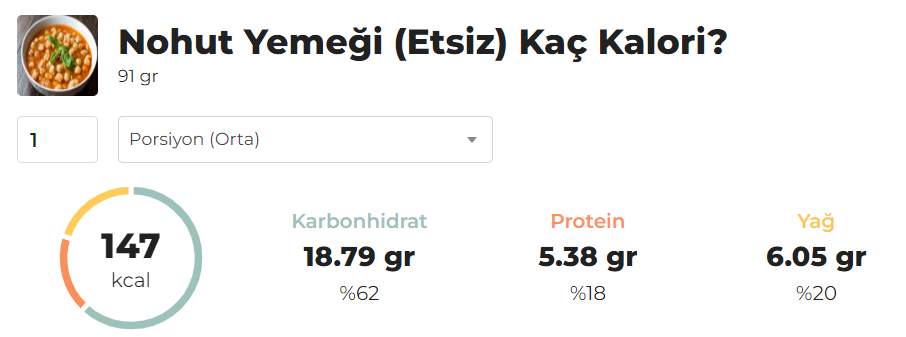 Nohut Yemeği (Etsiz) Kaç Kalori?
91 gr
1 Porsiyon (Orta)
147
kcal
Karbonhidrat
18.79 gr
%62
Protein
5.38 gr
%18
Yağ
6.05 gr
%20